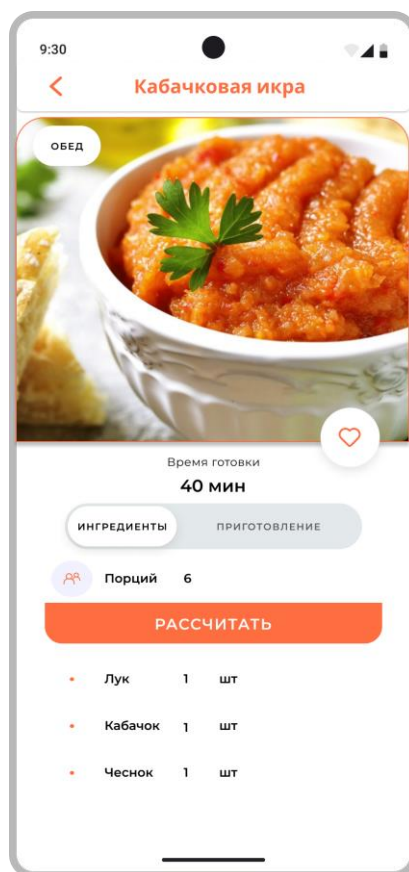 9:30
Кабачковая икра
ОБЕД
Время готовки
40 мин
ИНГРЕДИЕНТЫ ПРИГОТОВЛЕНИЕ
Порций 6
РАССЧИТАТЬ
• Лук 1 шт
• Кабачок 1 шт
• Чеснок 1 шт